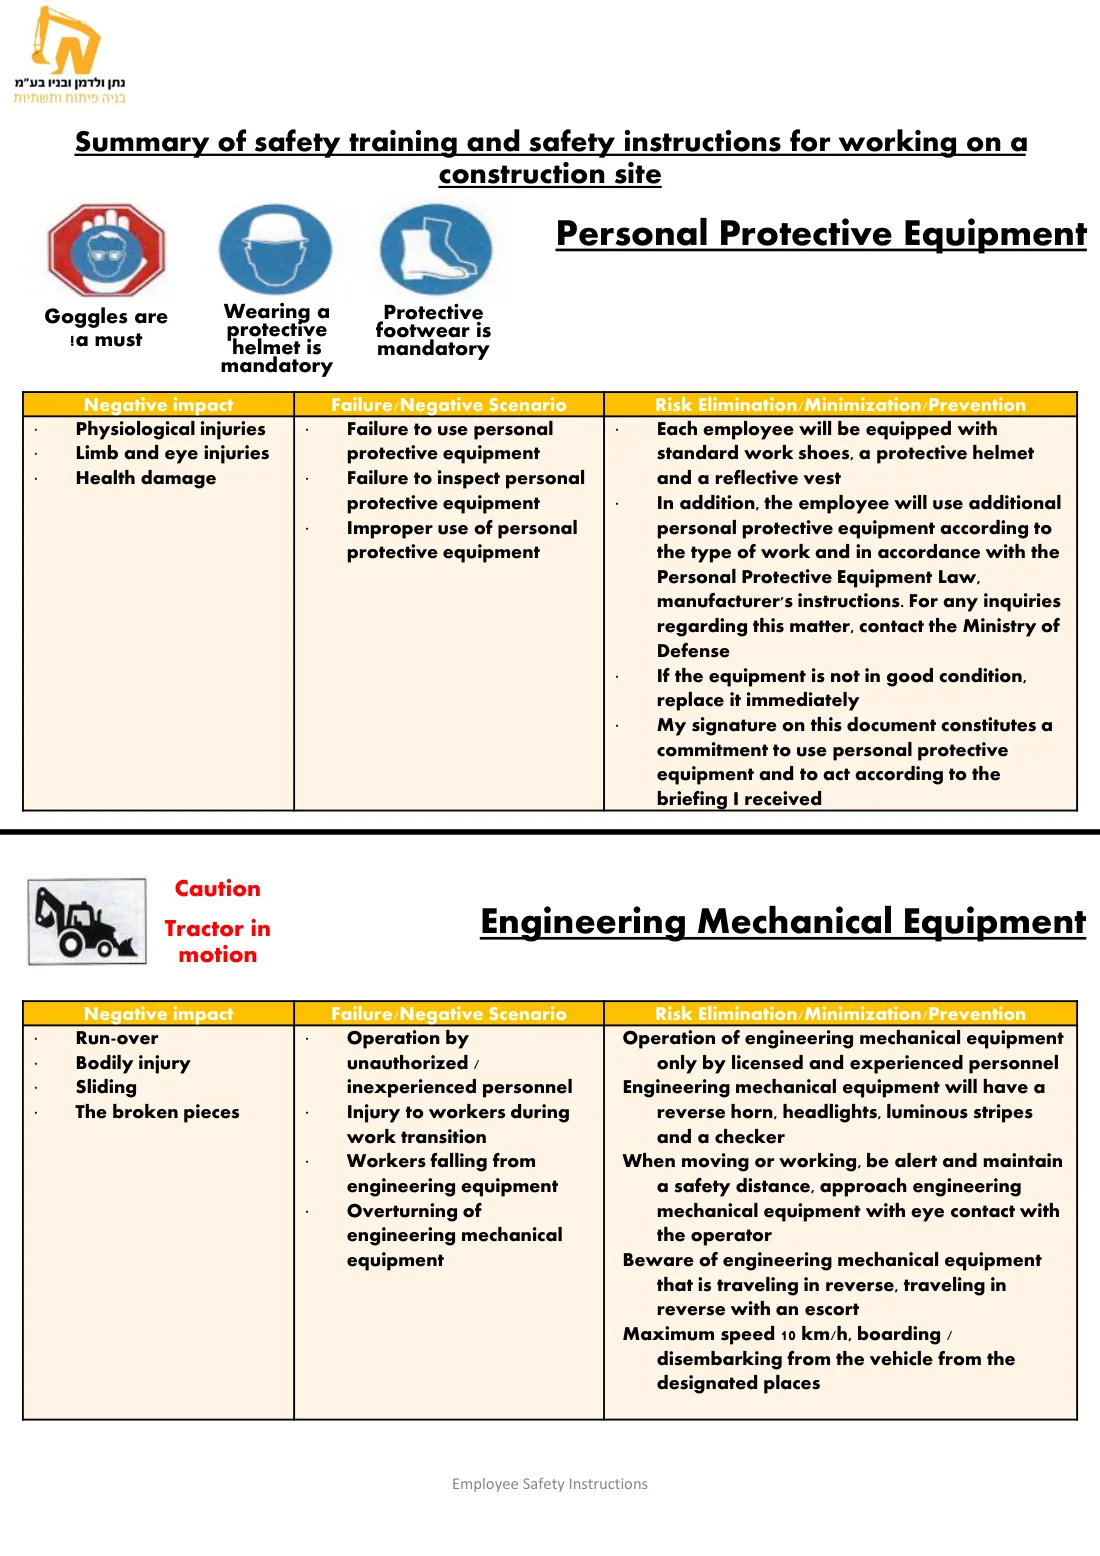 נתן ולדמן ובניו בע"מ
בניה פיתוח ותשתיות
Summary of safety training and safety instructions for working on a
construction site
Personal Protective Equipment
Goggles are
!a must
Wearing a
protective
helmet is
mandatory
Protective
footwear is
mandatory
Negative impact
· Physiological injuries
· Limb and eye injuries
· Health damage
Failure/Negative Scenario
· Failure to use personal
protective equipment
· Failure to inspect personal
protective equipment
· Improper use of personal
protective equipment
Risk Elimination/Minimization/Prevention
· Each employee will be equipped with
standard work shoes, a protective helmet
and a reflective vest
· In addition, the employee will use additional
personal protective equipment according to
the type of work and in accordance with the
Personal Protective Equipment Law,
manufacturer's instructions. For any inquiries
regarding this matter, contact the Ministry of
Defense
· If the equipment is not in good condition,
replace it immediately
· My signature on this document constitutes a
commitment to use personal protective
equipment and to act according to the
briefing I received
Caution
Tractor in
motion
Engineering Mechanical Equipment
Negative impact
· Run-over
· Bodily injury
· Sliding
· The broken pieces
Failure/Negative Scenario
· Operation by
unauthorized /
inexperienced personnel
· Injury to workers during
work transition
· Workers falling from
engineering equipment
· Overturning of
engineering mechanical
equipment
Risk Elimination/Minimization/Prevention
Operation of engineering mechanical equipment
only by licensed and experienced personnel
Engineering mechanical equipment will have a
reverse horn, headlights, luminous stripes
and a checker
When moving or working, be alert and maintain
a safety distance, approach engineering
mechanical equipment with eye contact with
the operator
Beware of engineering mechanical equipment
that is traveling in reverse, traveling in
reverse with an escort
Maximum speed 10 km/h, boarding /
disembarking from the vehicle from the
designated places
Employee Safety Instructions